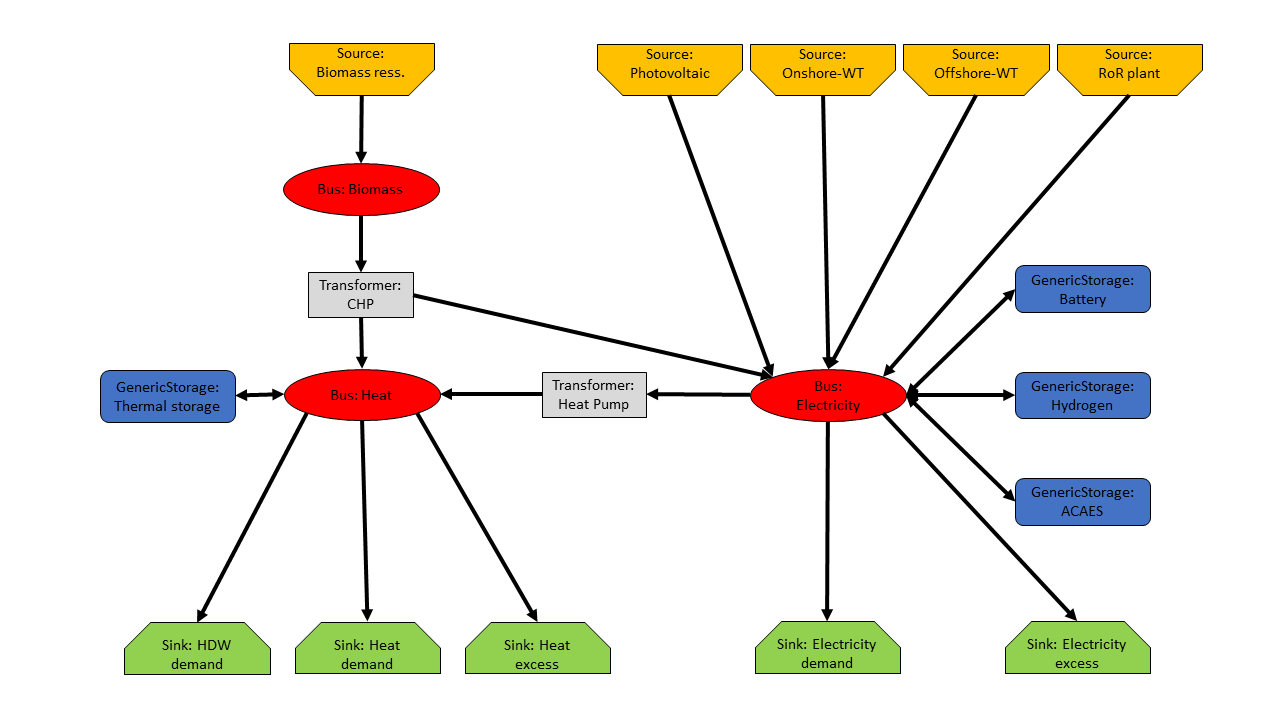 Source:
Biomass ress.
Source:
Photovoltaic
Source:
Onshore-WT
Source:
Offshore-WT
Source:
RoR plant
Bus: Biomass
Transformer:
CHP
GenericStorage:
Battery
GenericStorage:
Thermal storage
Bus: Heat
Transformer:
Heat Pump
Bus:
Electricity
GenericStorage:
Hydrogen
GenericStorage:
ACAES
Sink: HDW
demand
Sink: Heat
demand
Sink: Heat
excess
Sink: Electricity
demand
Sink: Electricity
excess